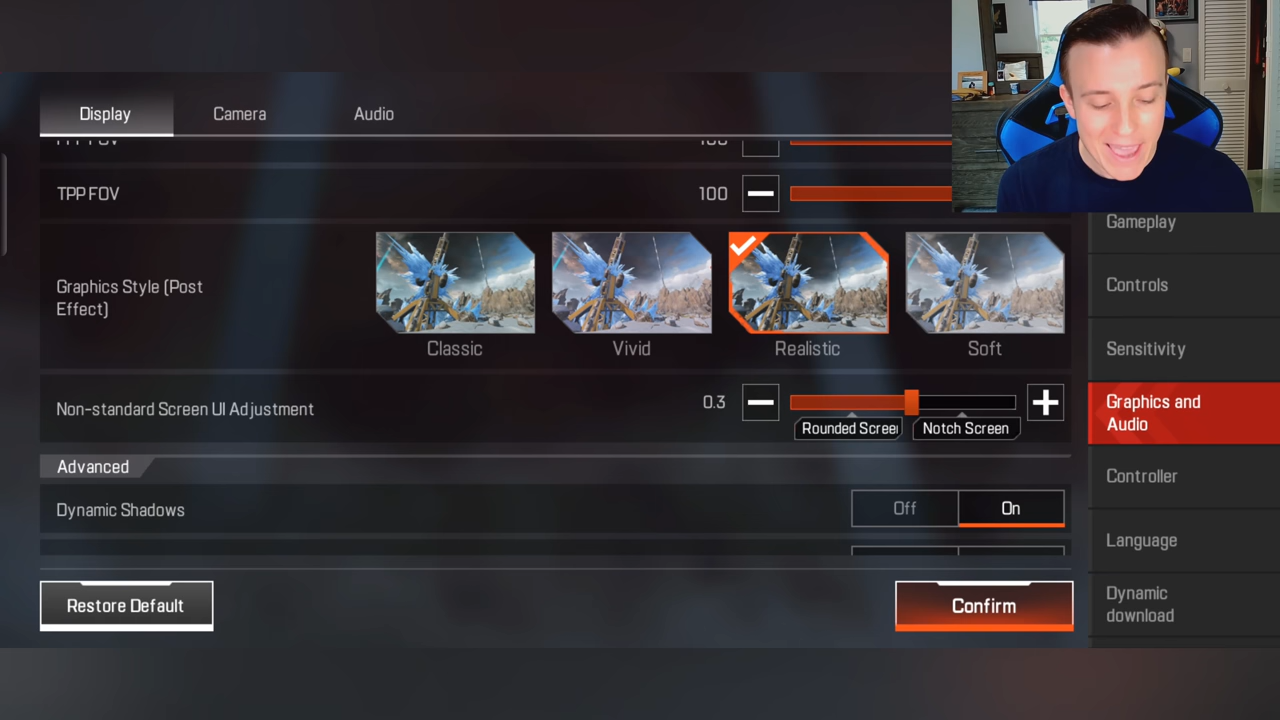 Display
Camera
Audio
TPP FOV
100
Graphics Style (Post
Effect)
Classic
Vivid
Realistic
Soft
Non-standard Screen UI Adjustment
0.3
Rounded Screen
Notch Screen
Advanced
Dynamic Shadows
Off
On
Restore Default
Confirm
Gameplay
Controls
Sensitivity
Graphics and
Audio
Controller
Language
Dynamic
download